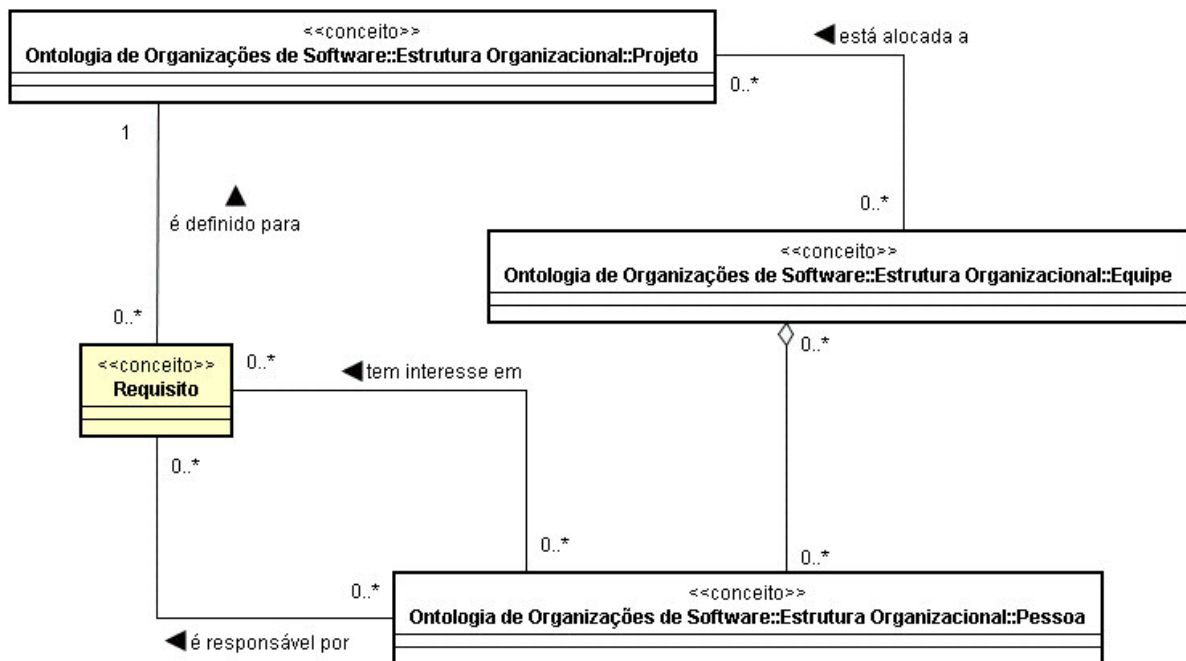 <<conceito>>
Ontologia de Organizações de Software::Estrutura Organizacional::Projeto
está alocada a
0..*
1
0..*
é definido para
<<conceito>>
Ontologia de Organizações de Software::Estrutura Organizacional::Equipe
0..*
0..*
<<conceito>>
Requisito
0..*
tem interesse em
0..*
0..*
0..*
0..*
<<conceito>>
Ontologia de Organizações de Software::Estrutura Organizacional::Pessoa
é responsável por